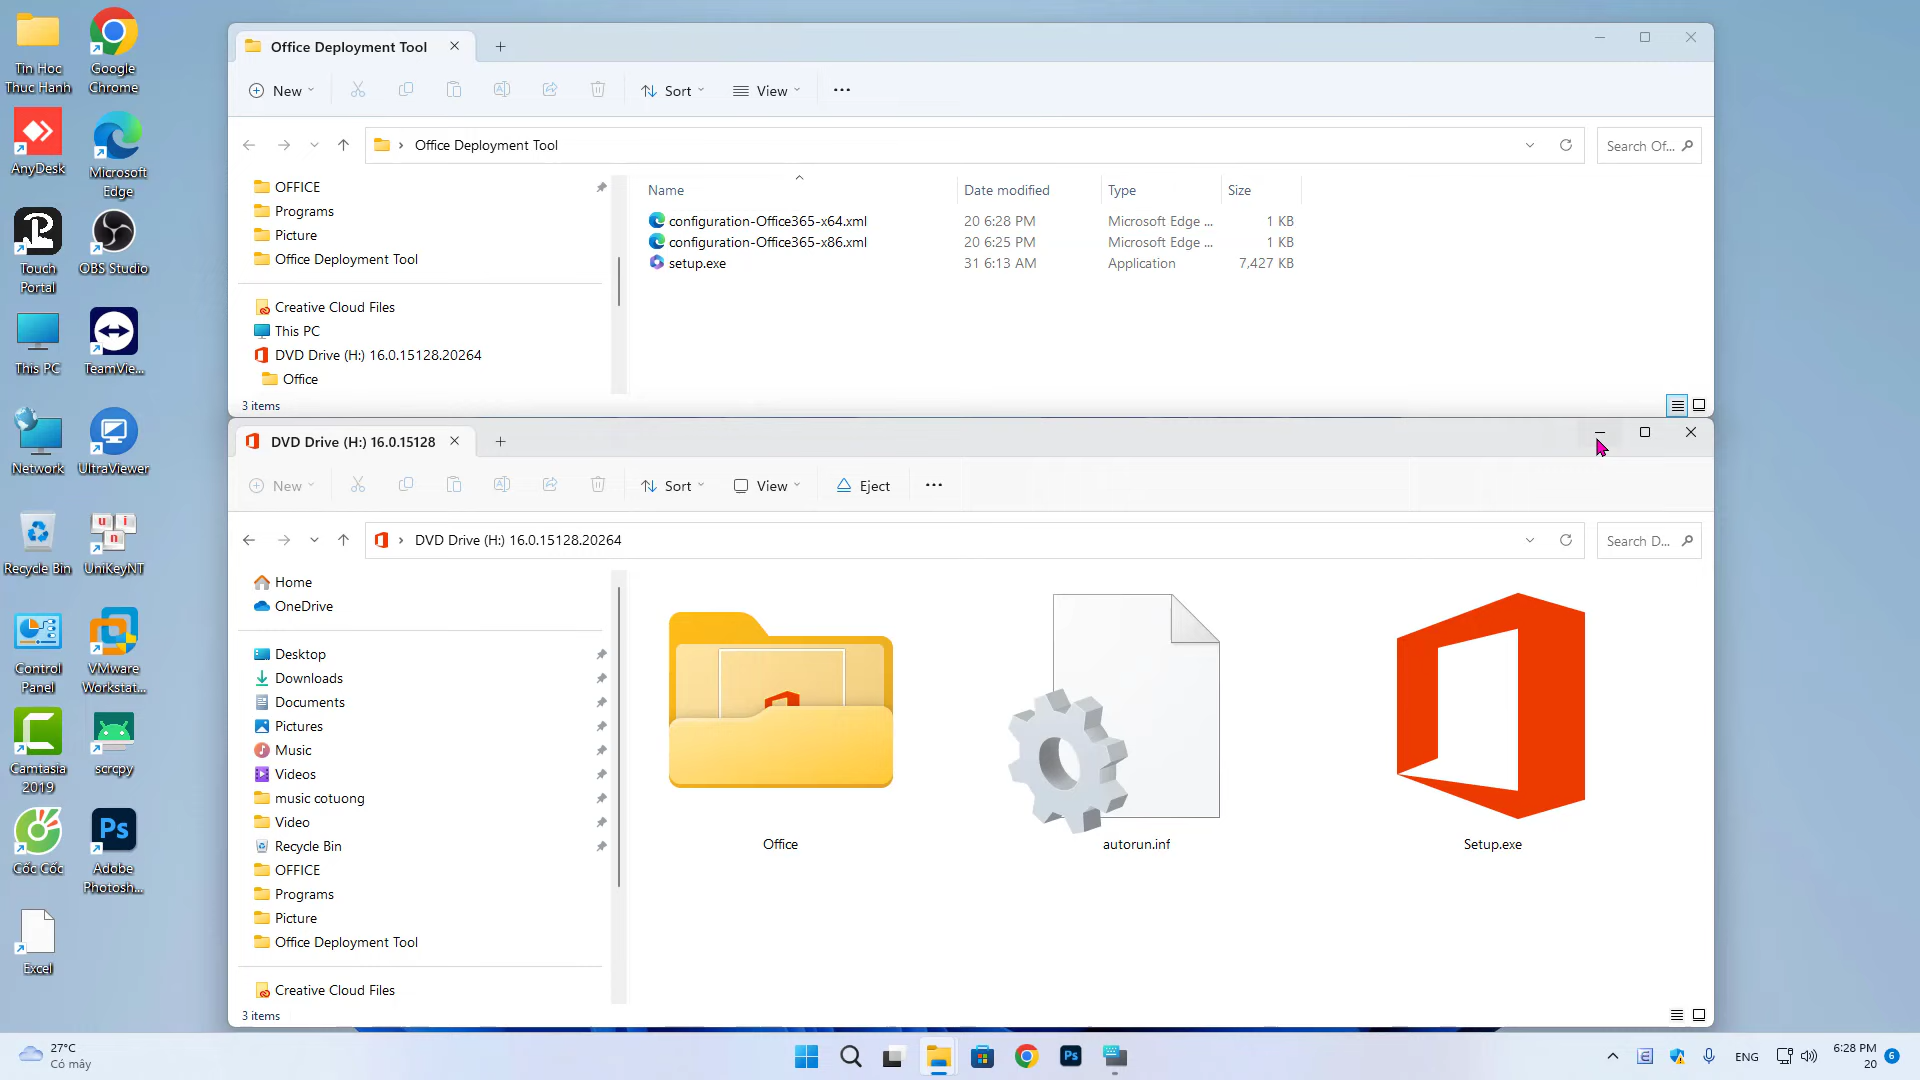 Tin Hoc
Thuc Hanh
Google
Chrome
AnyDesk
Microsoft
Edge
Touch
Portal
OBS Studio
This PC
TeamVie...
Network
UltraViewer
Recycle Bin
UniKeyNT
Control
Panel
VMware
Workstat...
Camtasia
2019
scrcpy
Cốc Cốc
Ps
Adobe
Photosh...
Excel
Office Deployment Tool
New
Sort
View
Office Deployment Tool
Search Of...
OFFICE
Programs
Picture
Office Deployment Tool
Creative Cloud Files
This PC
DVD Drive (H:) 16.0.15128.20264
Office
Name
Date modified
Type
Size
configuration-Office365-x64.xml 20 6:28 PM Microsoft Edge ... 1 KB
configuration-Office365-x86.xml 20 6:25 PM Microsoft Edge ... 1 KB
setup.exe 31 6:13 AM Application 7,427 KB
3 items
DVD Drive (H:) 16.0.15128
New
Sort
View
Eject
DVD Drive (H:) 16.0.15128.20264
Search D...
Home
OneDrive
Desktop
Downloads
Documents
Pictures
Music
Videos
music cotuong
Video
Recycle Bin
OFFICE
Programs
Picture
Office Deployment Tool
Creative Cloud Files
Office
autorun.inf
Setup.exe
3 items
27°C
Có mây
Ps
ENG
6:28 PM
20
6